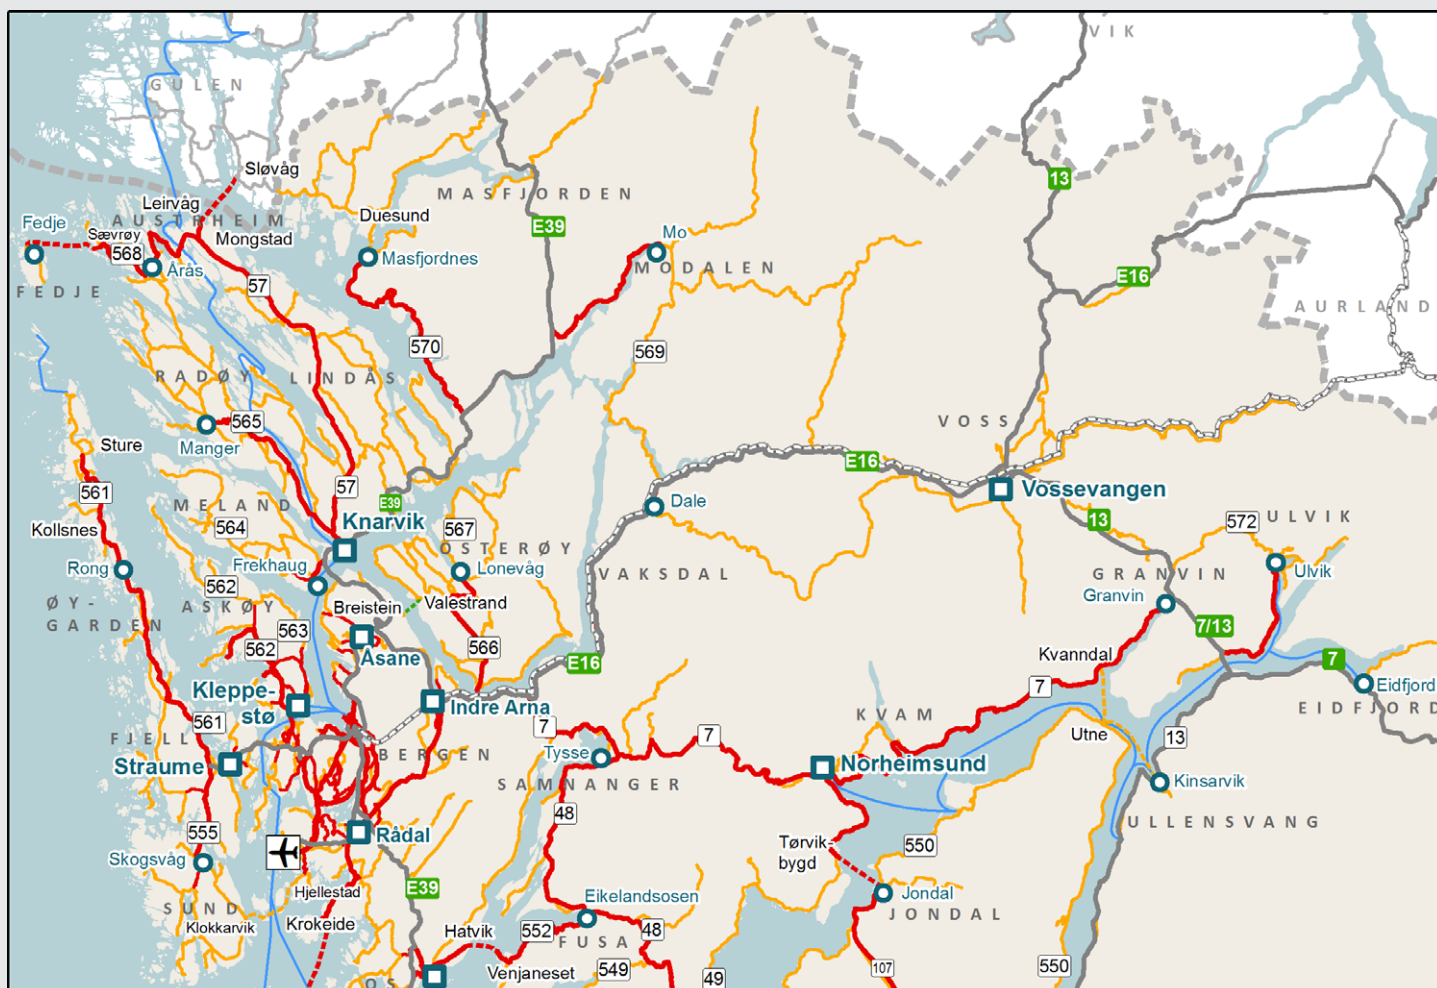 VIK
GULEN
Sløvåg
13
MASFJORDEN
Leirvåg
Duesund
Fedje
AUSTRHEIM
E39
Sævrøy
Mongstad
Mo
568
Årås
Masfjordnes
MODALEN
E16
FEDJE
57
AURLAND
570
569
RADØY
LINDÅS
565
VOSS
Manger
Sture
E16
57
561
Vossevangen
MELAND
E39
Dale
Knarvik
13
572
ULVIK
Kollsnes
564
567
OSTERØY
Frekhaug
Lonevåg
VAKSDAL
GRANVIN
Ulvik
Rong
562
Granvin
ØY-
GARDEN
ASKØY
Breistein
Valestrand
563
7/13
562
Åsane
566
E16
Kvanndal
7
Kleppe-
stø
7
Eidfjord
Indre Arna
EIDFJORD
561
7
7
KVAM
Utne
13
FJELL
BERGEN
Tysse
Straume
Norheimsund
SAMNANGER
Kinsarvik
48
ULLENSVANG
555
Rådal
Tørvik-
bygd
550
Skogsvåg
E39
Hjellestad
Eikelandsosen
Jondal
SUND
JONDAL
Klokkarvik
Krokeide
Hatvik
552
48
FUSA
Venjaneset
549
49
107
550
OS